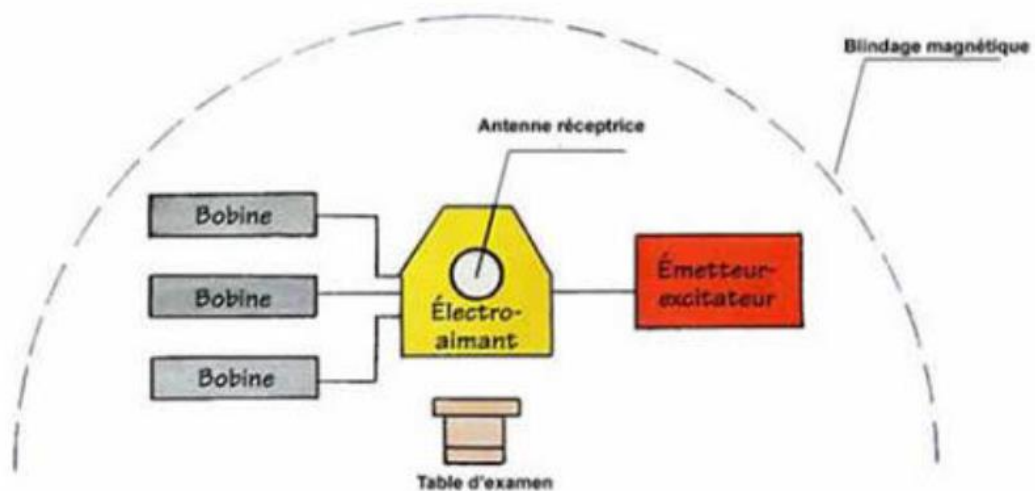 Blindage magnétique
Antenne réceptrice
Bobine
Bobine
Bobine
Électro-
aimant
Émetteur-
excitateur
Table d'examen